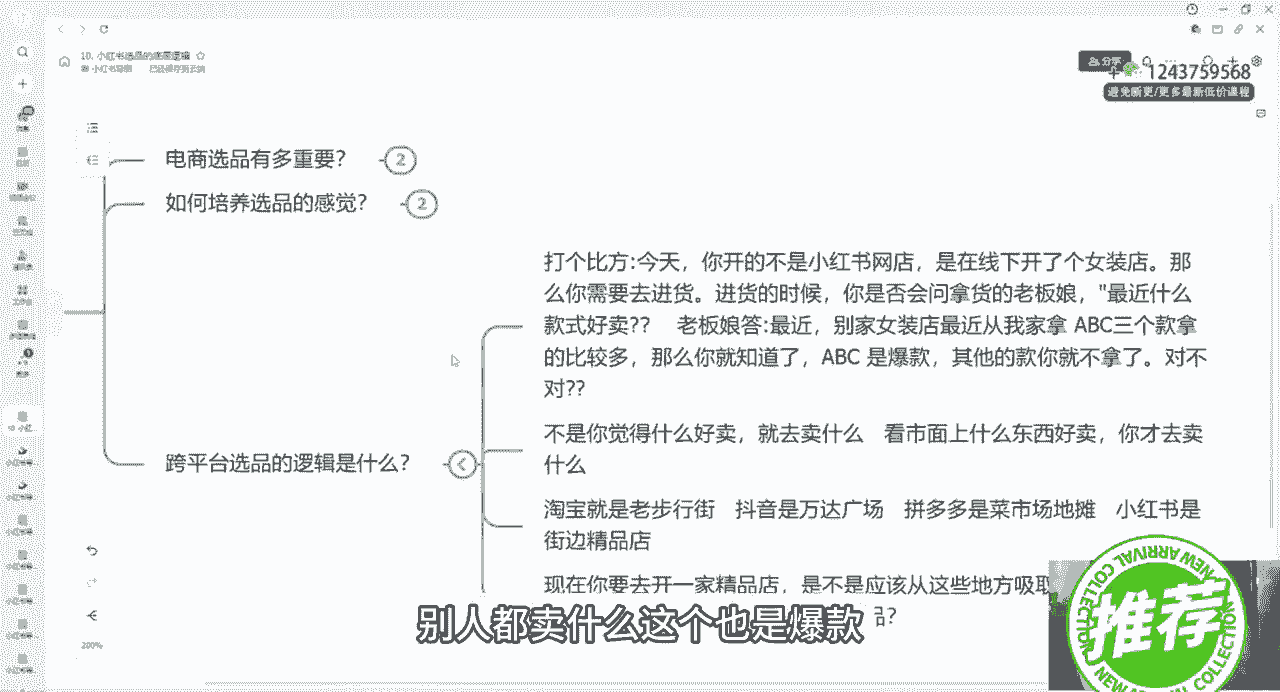 10. 小红书选品的底层逻辑
分享
1243759568
避免断更/更多最新低价课程
电商选品有多重要？
2
如何培养选品的感觉？
2
打个比方:今天，你开的不是小红书网店，是在线下开了个女装店。那
么你需要去进货。进货的时候，你是否会问拿货的老板娘，"最近什么
款式好卖?? 老板娘答:最近，别家女装店最近从我家拿 ABC三个款拿
的比较多，那么你就知道了，ABC 是爆款，其他的款你就不拿了。对不
对??
跨平台选品的逻辑是什么？
不是你觉得什么好卖，就去卖什么 看市面上什么东西好卖，你才去卖
什么
淘宝就是老步行街 抖音是万达广场 拼多多是菜市场地摊 小红书是
街边精品店
现在你要去开一家精品店，是不是应该从这些地方吸取
品?
别人都卖什么这个也是爆款
200%
NEW ARRIVAL
推荐
COLLECTION
NEW ARRIVAL
COLLECTION